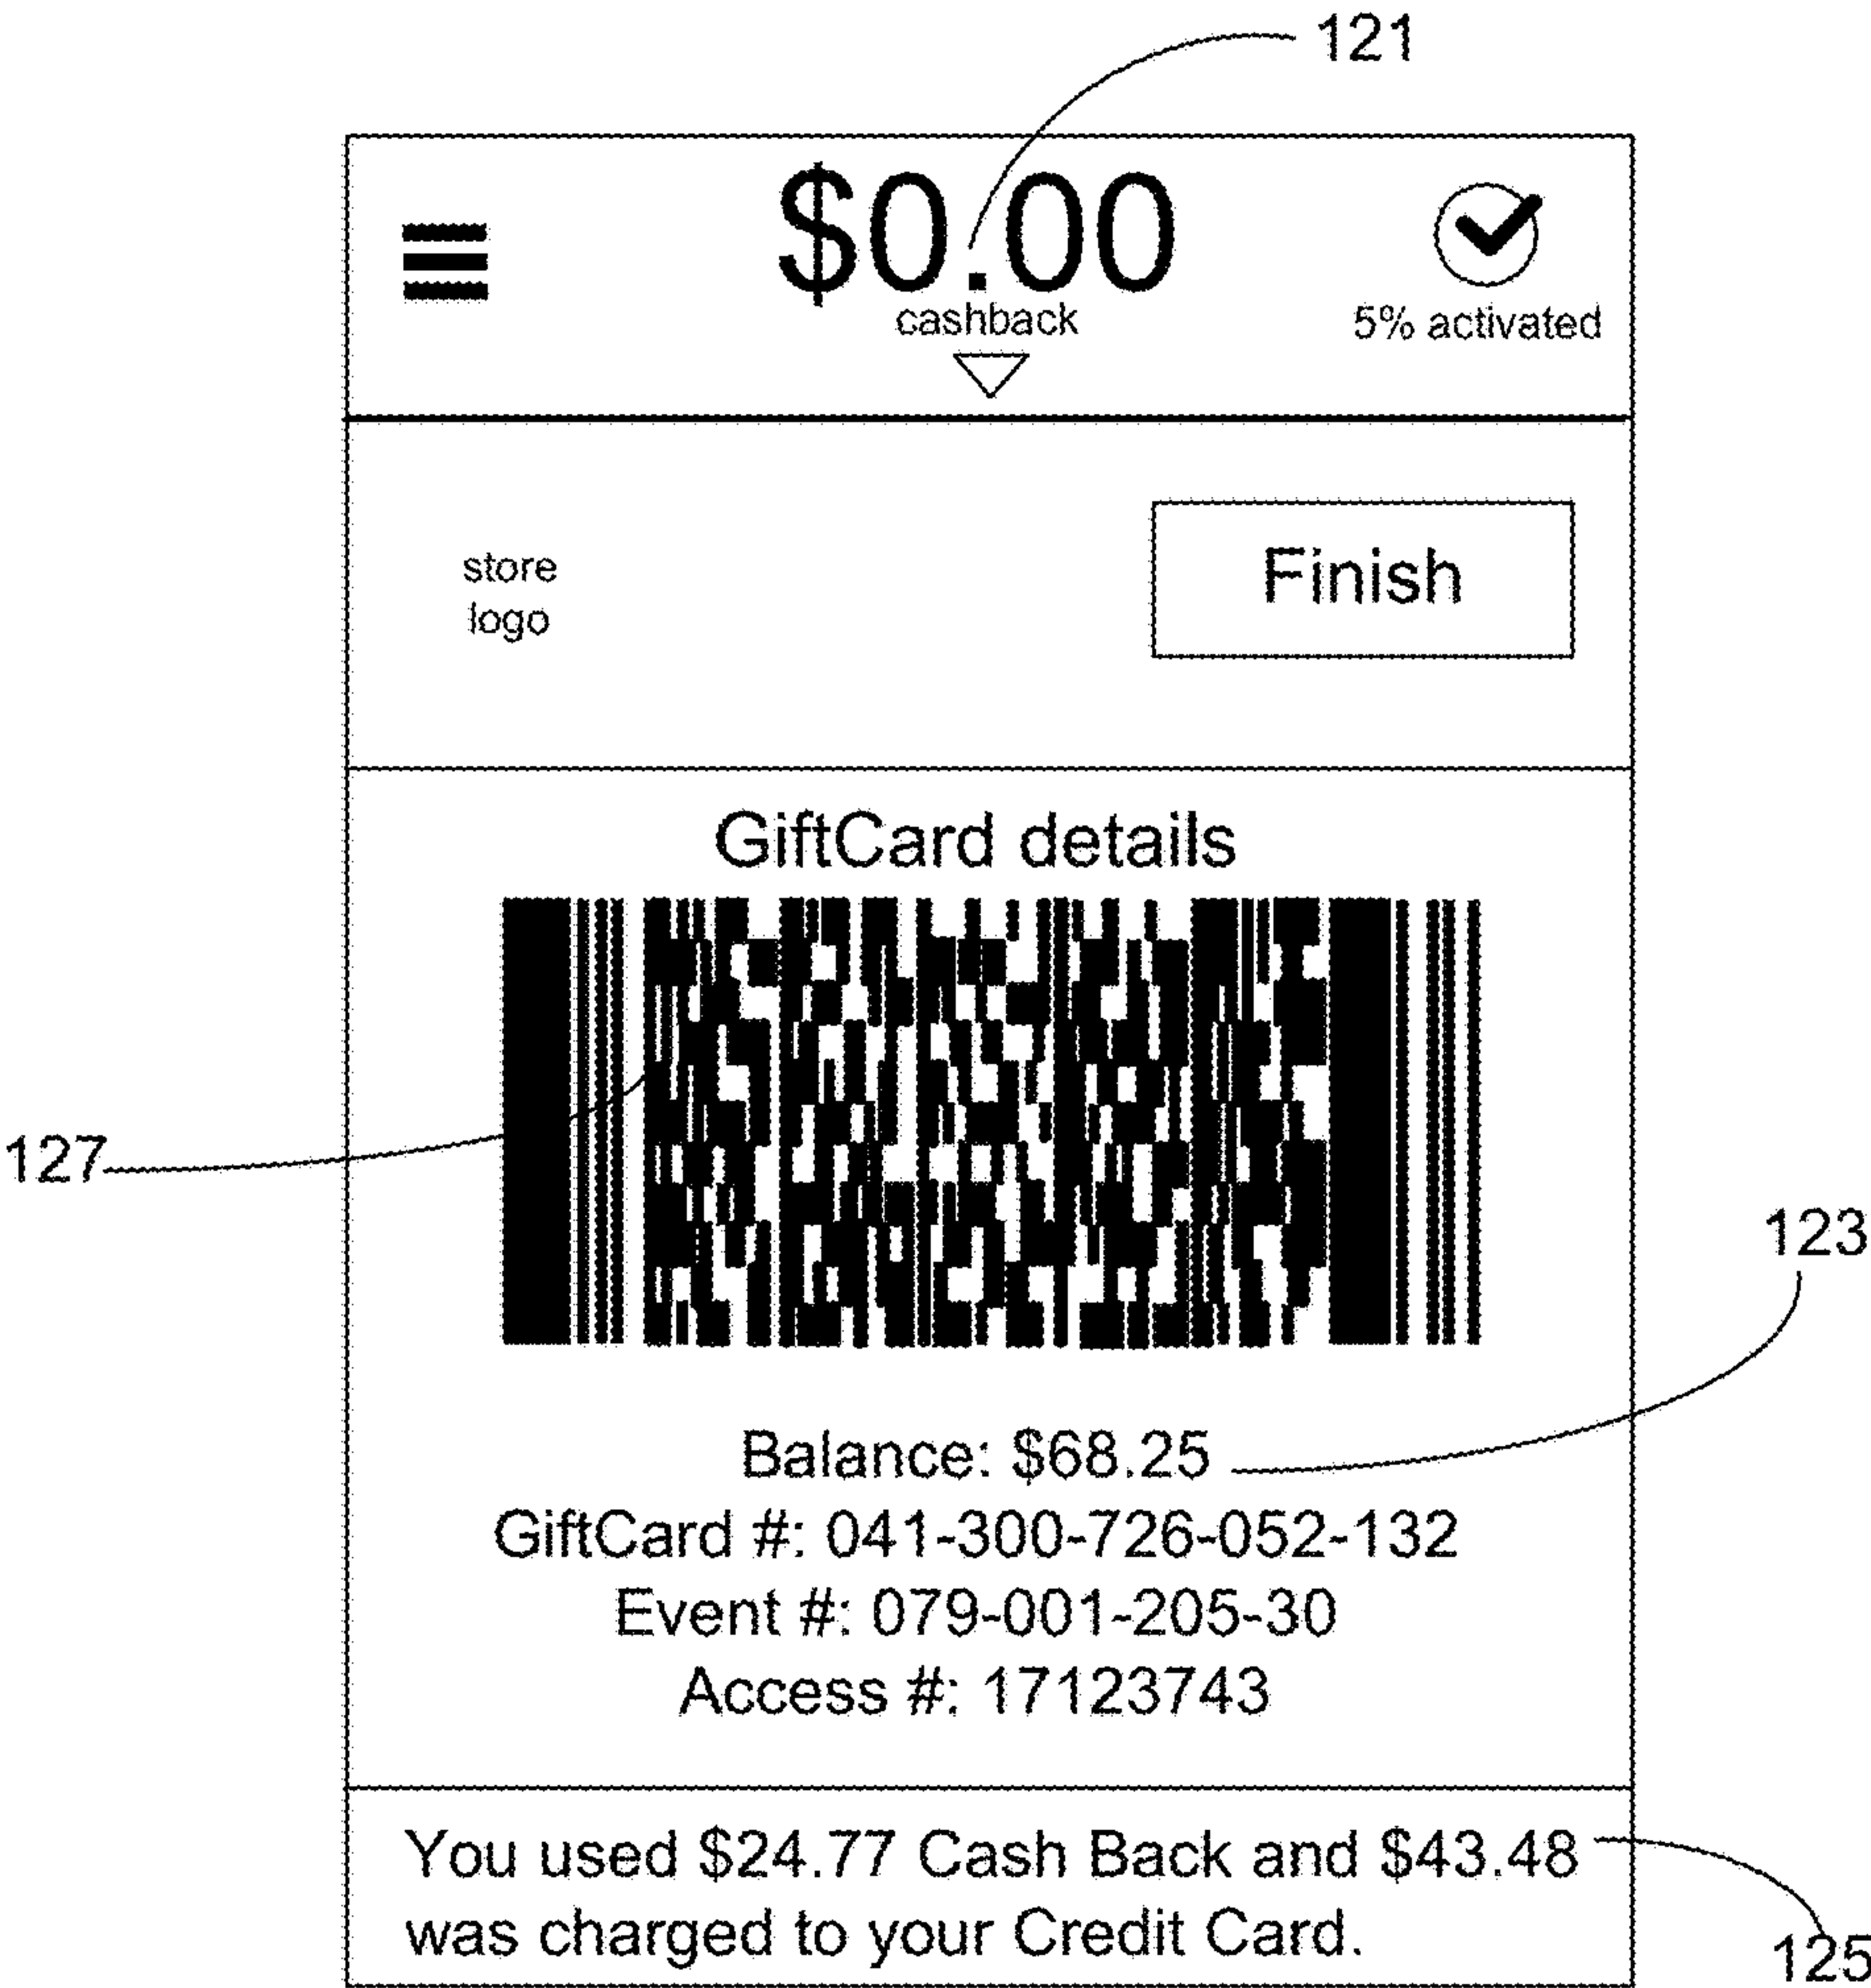 121
$0.00
cashback
5% activated
store
logo
Finish
GiftCard details
127
123
Balance: $68.25
GiftCard #: 041-300-726-052-132
Event #: 079-001-205-30
Access #: 17123743
You used $24.77 Cash Back and $43.48
was charged to your Credit Card.
125